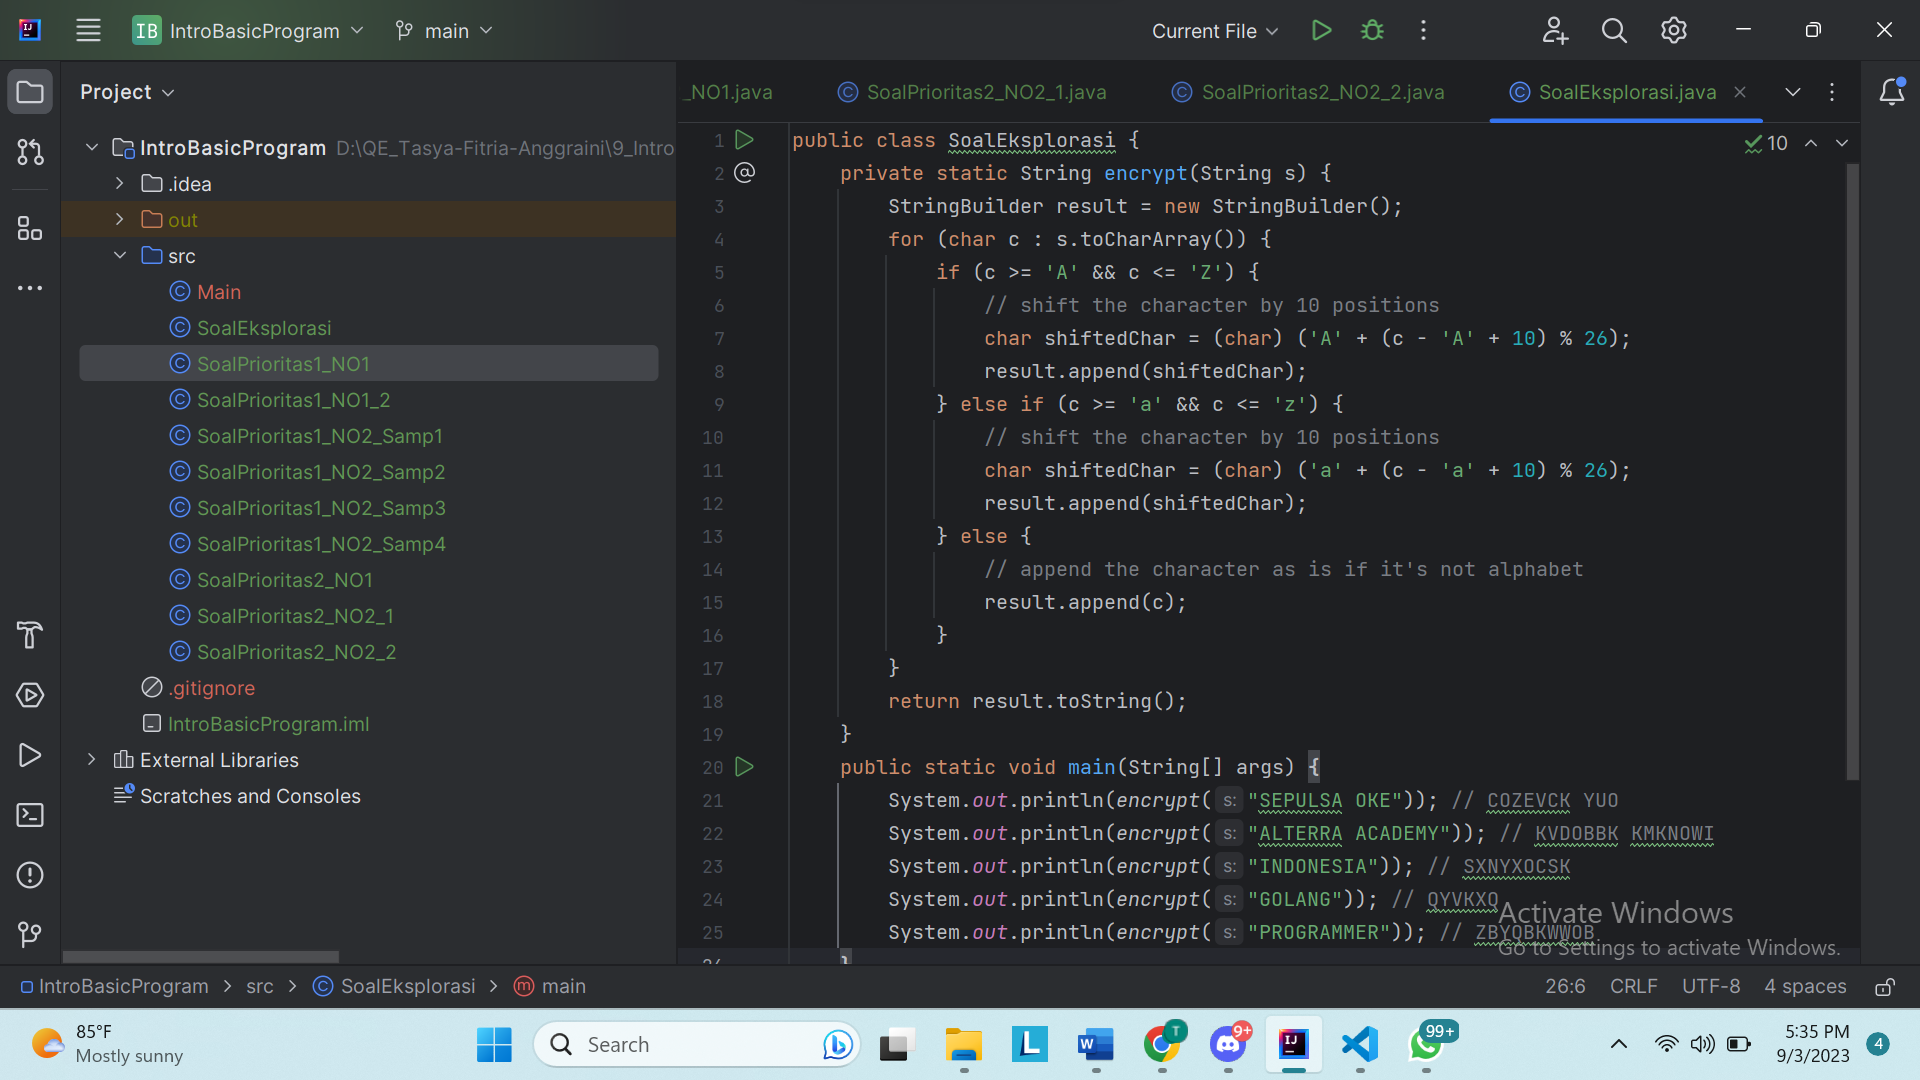 IB IntroBasicProgram main Current File
Project
_NO1.java SoalPrioritas2_NO2_1.java SoalPrioritas2_NO2_2.java SoalEksplorasi.java
IntroBasicProgram D:\QE_Tasya-Fitria-Anggraini\9_Intro
.idea
out
src
Main
SoalEksplorasi
SoalPrioritas1_NO1
SoalPrioritas1_NO1_2
SoalPrioritas1_NO2_Samp1
SoalPrioritas1_NO2_Samp2
SoalPrioritas1_NO2_Samp3
SoalPrioritas1_NO2_Samp4
SoalPrioritas2_NO1
SoalPrioritas2_NO2_1
SoalPrioritas2_NO2_2
.gitignore
IntroBasicProgram.iml
External Libraries
Scratches and Consoles
10
1 public class SoalEksplorasi {
2 private static String encrypt(String s) {
3 StringBuilder result = new StringBuilder();
4 for (char c : s.toCharArray()) {
5 if (c >= 'A' && c <= 'Z') {
6 // shift the character by 10 positions
7 char shiftedChar = (char) ('A' + (c - 'A' + 10) % 26);
8 result.append(shiftedChar);
9 } else if (c >= 'a' && c <= 'z') {
10 // shift the character by 10 positions
11 char shiftedChar = (char) ('a' + (c - 'a' + 10) % 26);
12 result.append(shiftedChar);
13 } else {
14 // append the character as is if it's not alphabet
15 result.append(c);
16 }
17 }
18 return result.toString();
19 }
20 public static void main(String[] args) {
21 System.out.println(encrypt( s: "SEPULSA OKE")); // COZEVCK YUO
22 System.out.println(encrypt( s: "ALTERRA ACADEMY")); // KVDOBBK KMKNOWI
23 System.out.println(encrypt( s: "INDONESIA")); // SXNYXOCSK
24 System.out.println(encrypt( s: "GOLANG")); // QYVKXQ
25 System.out.println(encrypt( s: "PROGRAMMER")); // ZBYQBKWWOB
26 }
Activate Windows
Go to Settings to activate Windows.
IntroBasicProgram > src > SoalEksplorasi > main 26:6 CRLF UTF-8 4 spaces
85°F
Mostly sunny
Search
9+
99+
5:35 PM
9/3/2023
4